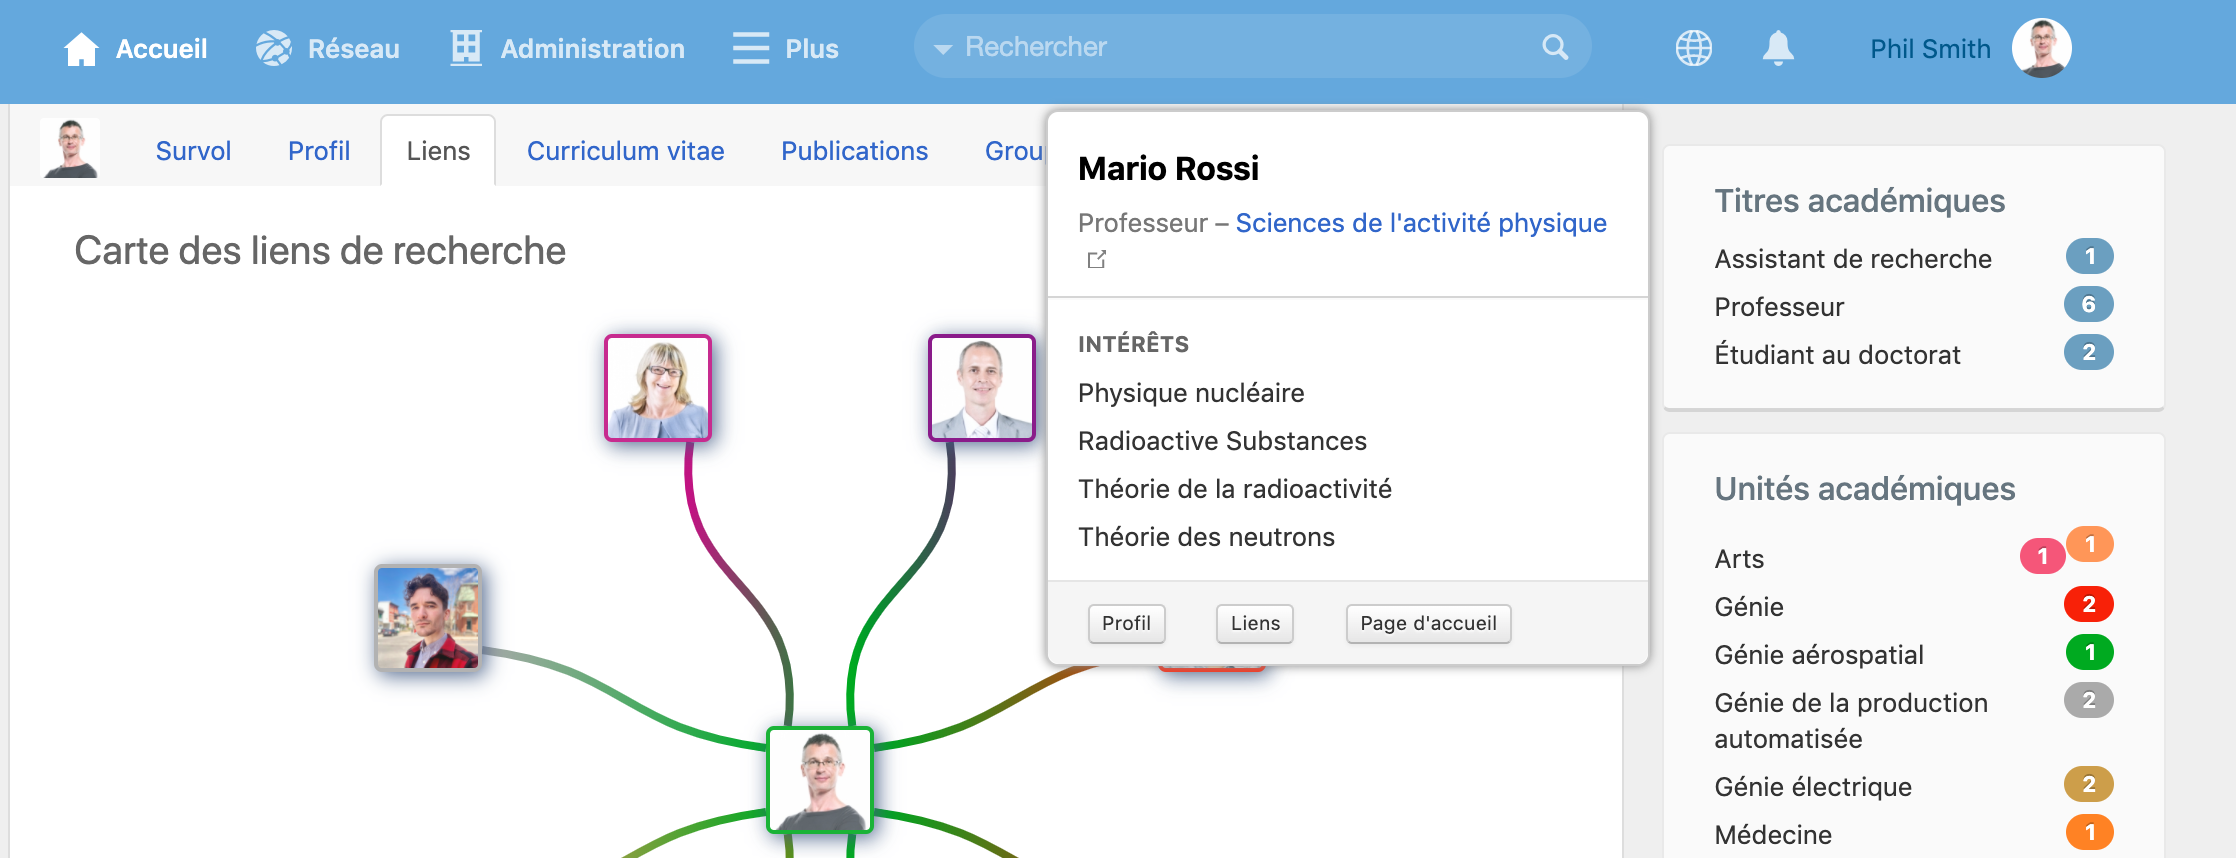 Accueil
Réseau
Administration
Plus
Rechercher
Phil Smith
Survol
Profil
Liens
Curriculum vitae
Publications
Carte des liens de recherche
Mario Rossi
Professeur – Sciences de l'activité physique
INTÉRÊTS
Physique nucléaire
Radioactive Substances
Théorie de la radioactivité
Théorie des neutrons
Profil
Liens
Page d'accueil
Titres académiques
Assistant de recherche 1
Professeur 6
Étudiant au doctorat 2
Unités académiques
Arts 1 1
Génie 2
Génie aérospatial 1
Génie de la production 2
automatisée
Génie électrique 2
Médecine 1